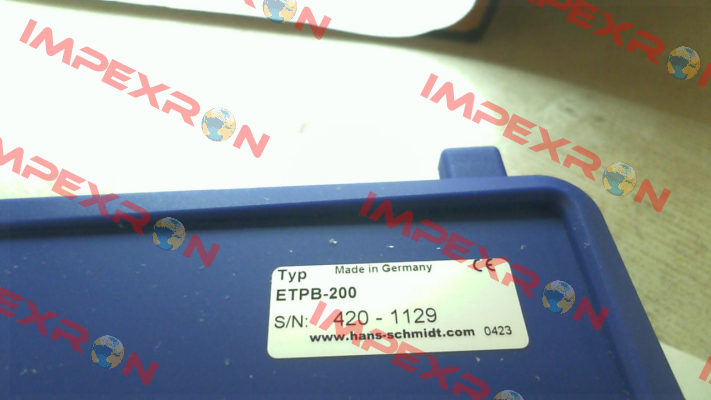 IMPEXRON
IMPEXRON
IMPEXRON
IMPEXRON
IMPEXRON
Typ Made in Germany CE
ETPB-200
S/N: 420 - 1129
www.hans-schmidt.com 0423
IMPEXRON
IMPEXRON